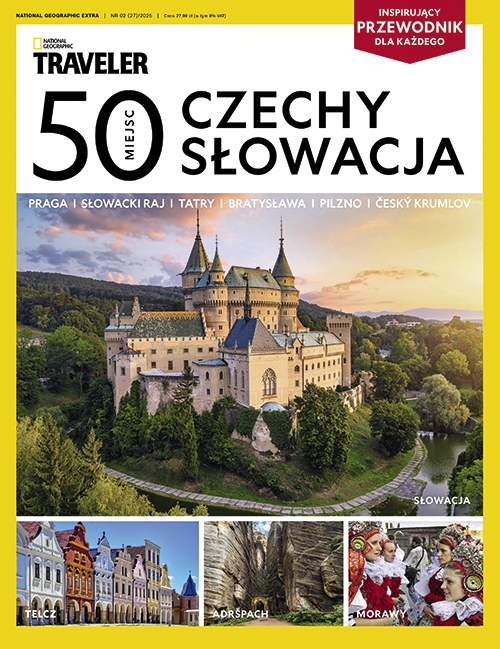 NATIONAL GEOGRAPHIC EXTRA | NR 02 (27)/2025 | Cena 27,99 zł (w tym 8% VAT)
INSPIRUJĄCY
PRZEWODNIK
DLA KAŻDEGO
NATIONAL
GEOGRAPHIC
TRAVELER
50
MIEJSC
CZECHY
SŁOWACJA
PRAGA | SŁOWACKI RAJ | TATRY | BRATYSŁAWA | PILZNO | ČESKÝ KRUMLOV
SŁOWACJA
TELCZ
ADRŠPACH
MORAWY